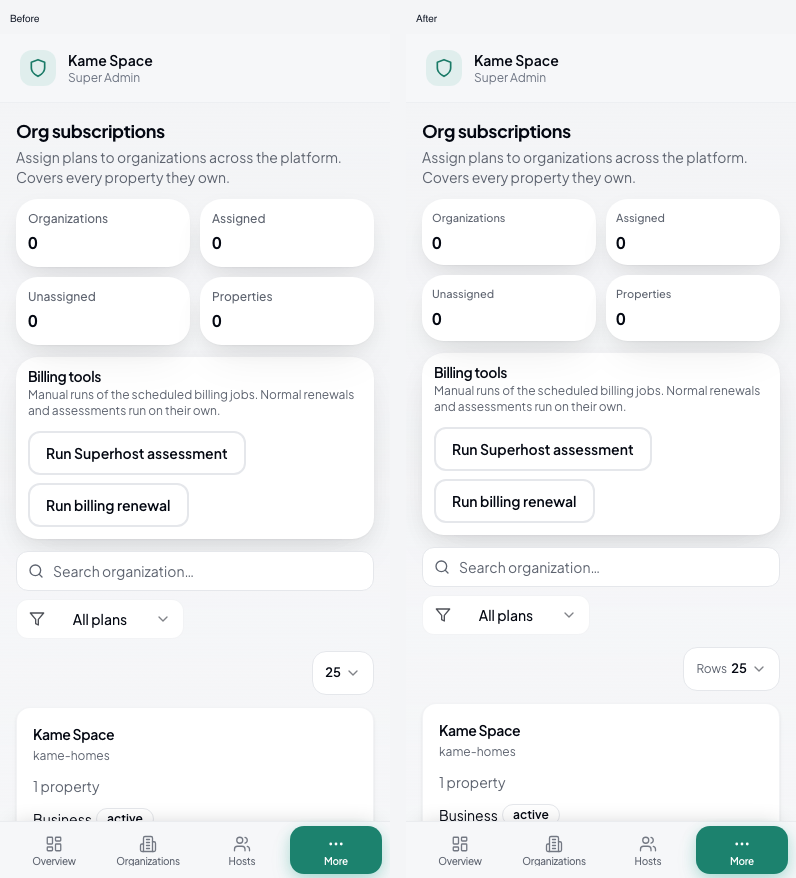 Before
Kame Space
Super Admin
Org subscriptions
Assign plans to organizations across the platform.
Covers every property they own.
Organizations
0
Assigned
0
Unassigned
0
Properties
0
Billing tools
Manual runs of the scheduled billing jobs. Normal renewals
and assessments run on their own.
Run Superhost assessment
Run billing renewal
Search organization...
All plans
25
Kame Space
kame-homes
1 property
Business active
Overview
Organizations
Hosts
More
After
Kame Space
Super Admin
Org subscriptions
Assign plans to organizations across the platform.
Covers every property they own.
Organizations
0
Assigned
0
Unassigned
0
Properties
0
Billing tools
Manual runs of the scheduled billing jobs. Normal renewals
and assessments run on their own.
Run Superhost assessment
Run billing renewal
Search organization...
All plans
Rows 25
Kame Space
kame-homes
1 property
Business active
Overview
Organizations
Hosts
More